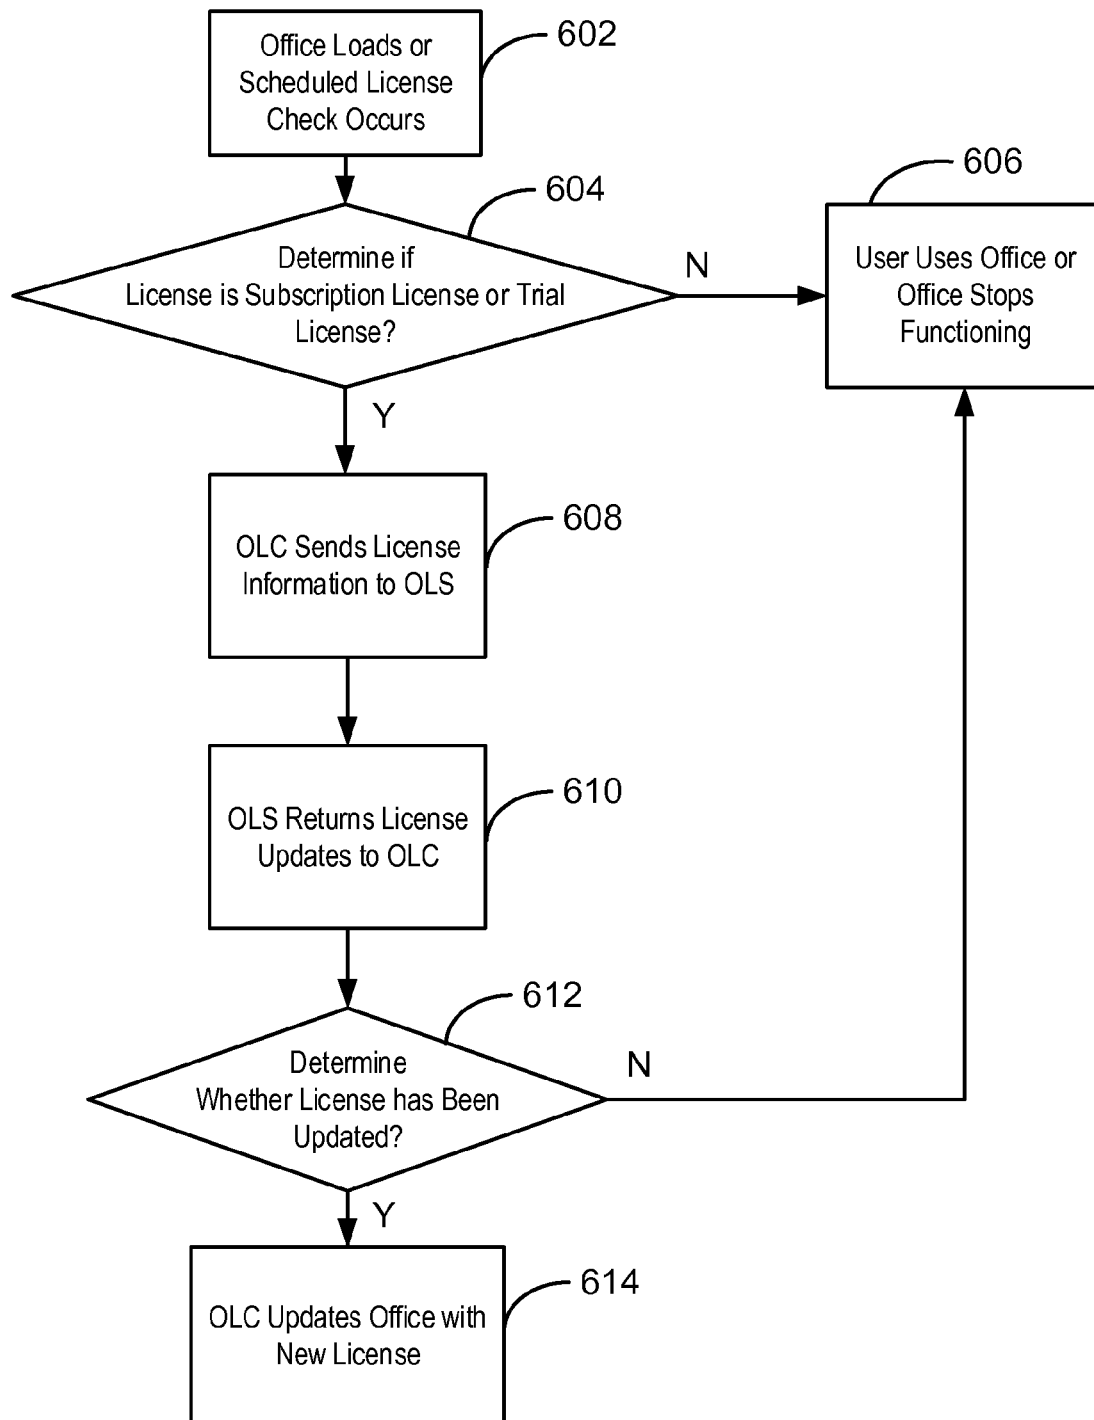 Office Loads or
Scheduled License
Check Occurs
602
604
Determine if
License is Subscription License or Trial
License?
N
606
User Uses Office or
Office Stops
Functioning
Y
608
OLC Sends License
Information to OLS
610
OLS Returns License
Updates to OLC
612
Determine
Whether License has Been
Updated?
N
Y
614
OLC Updates Office with
New License